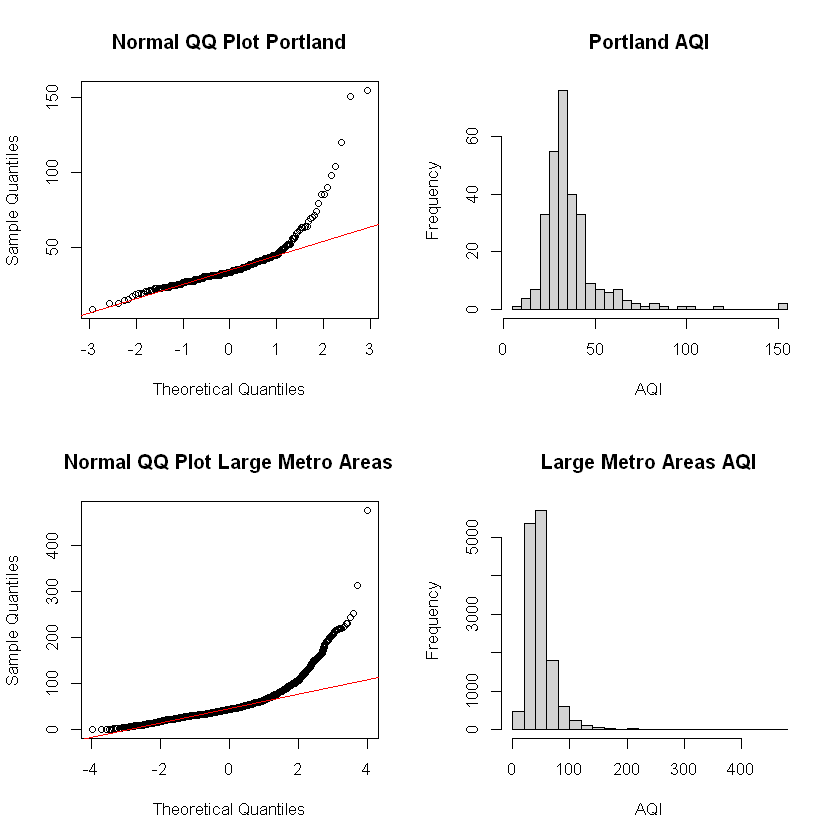 Normal QQ Plot Portland
Sample Quantiles
50 100 150
-3 -2 -1 0 1 2 3
Theoretical Quantiles
Portland AQI
Frequency
0 20 40 60
0 50 100 150
AQI
Normal QQ Plot Large Metro Areas
Sample Quantiles
0 100 200 300 400
-4 -2 0 2 4
Theoretical Quantiles
Large Metro Areas AQI
Frequency
0 1000 3000 5000
0 100 200 300 400
AQI